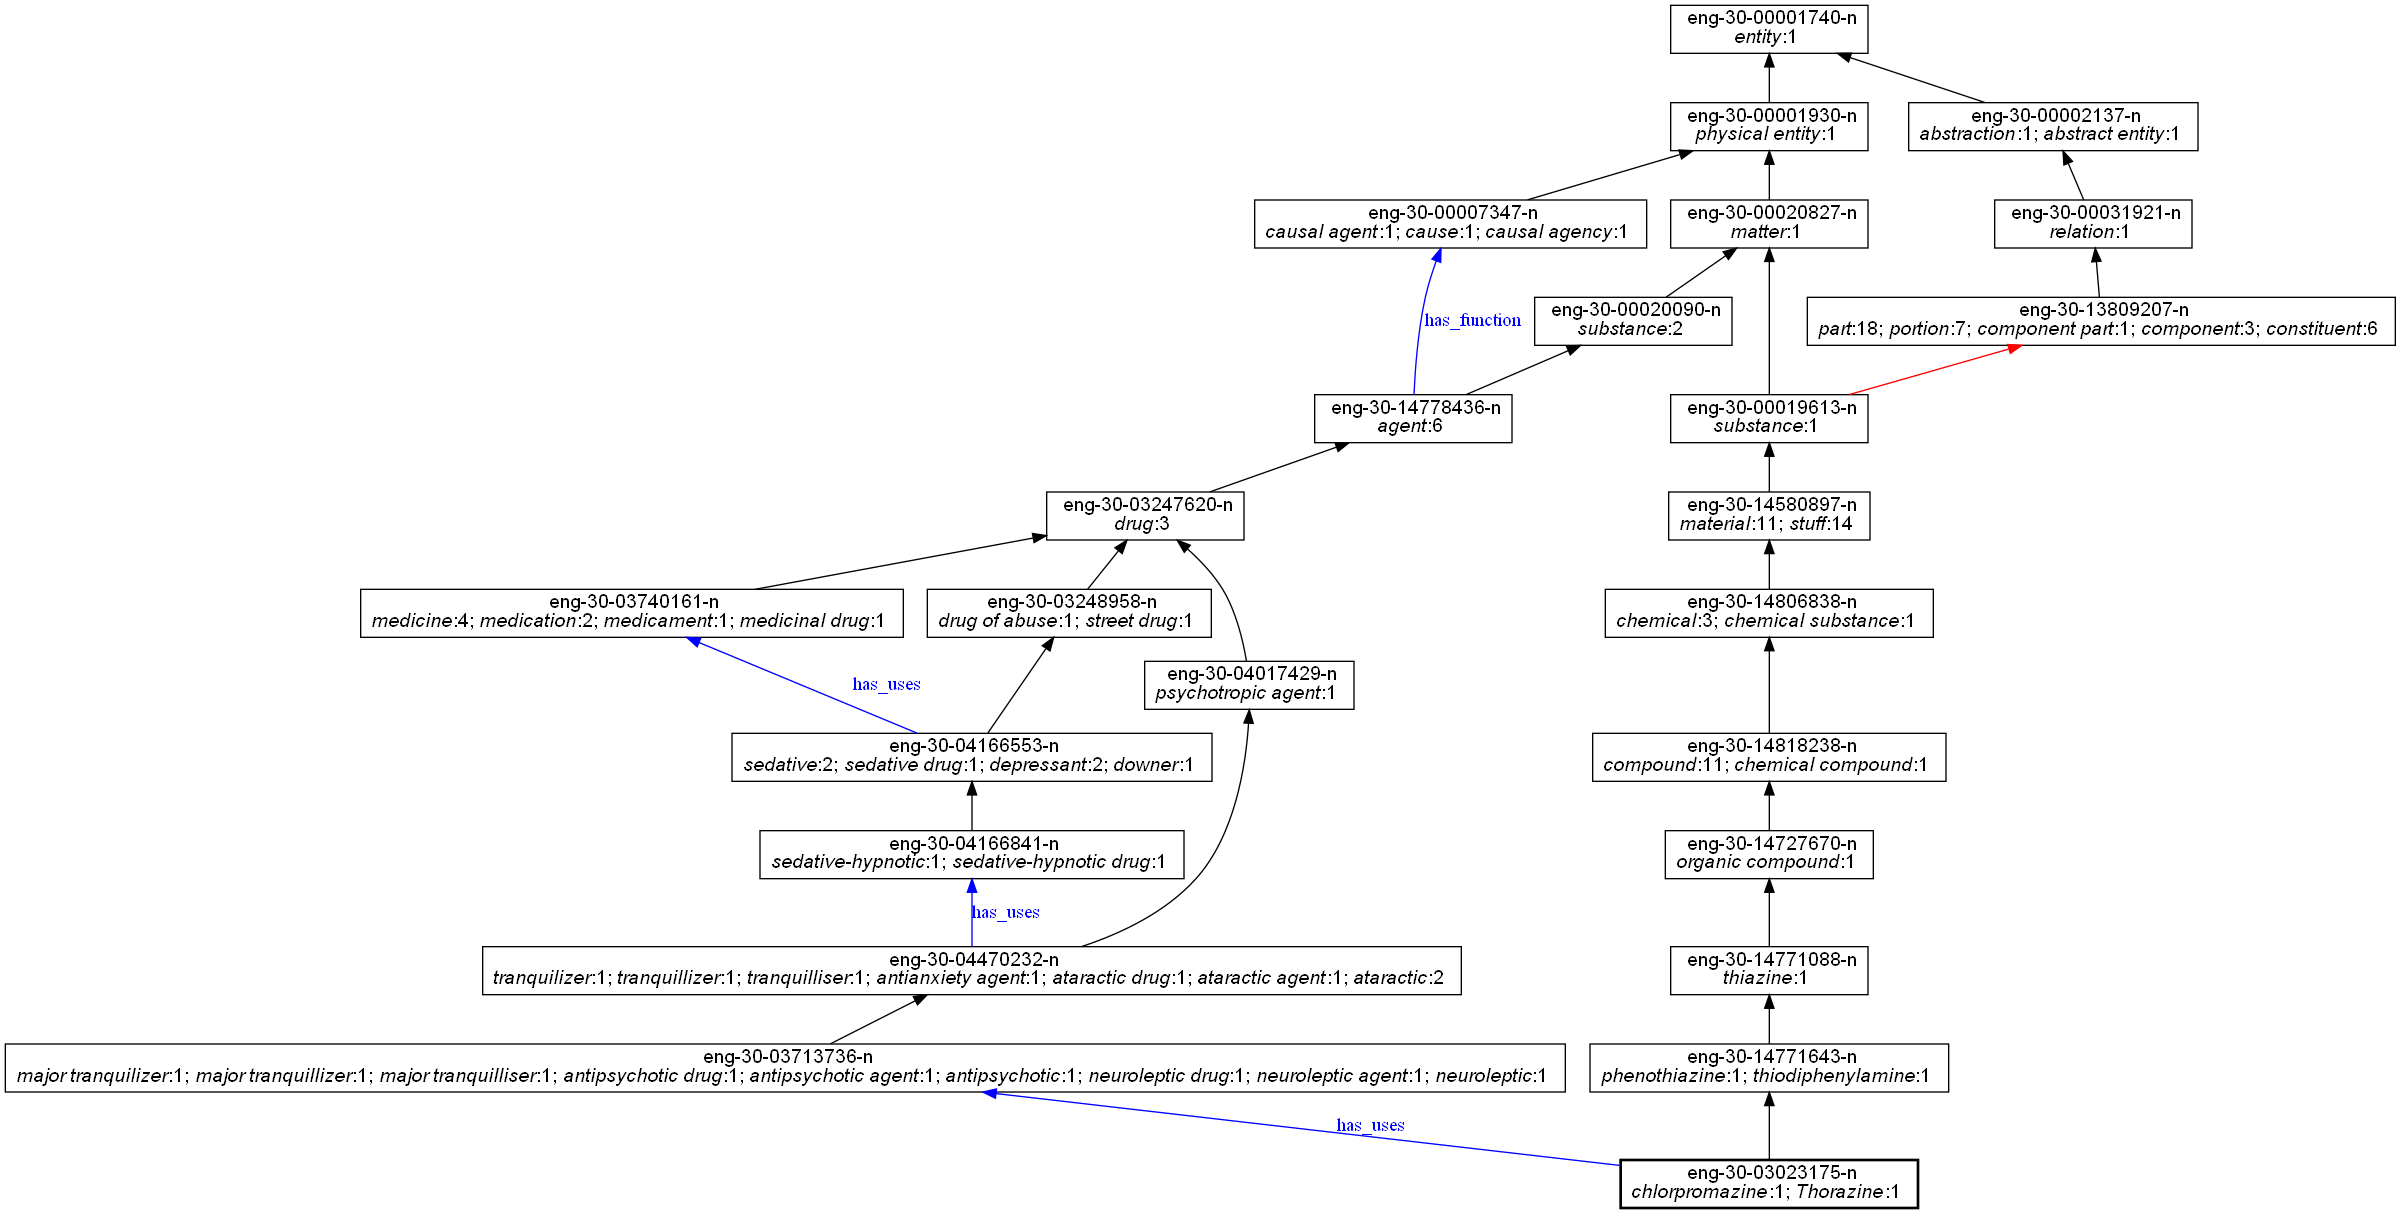 eng-30-00001740-n
entity:1
eng-30-00001930-n
physical entity:1
eng-30-00002137-n
abstraction:1; abstract entity:1
eng-30-00007347-n
causal agent:1; cause:1; causal agency:1
eng-30-00020827-n
matter:1
eng-30-00031921-n
relation:1
has_function
eng-30-00020090-n
substance:2
eng-30-13809207-n
part:18; portion:7; component part:1; component:3; constituent:6
eng-30-14778436-n
agent:6
eng-30-00019613-n
substance:1
eng-30-03247620-n
drug:3
eng-30-14580897-n
material:11; stuff:14
eng-30-03740161-n
medicine:4; medication:2; medicament:1; medicinal drug:1
eng-30-03248958-n
drug of abuse:1; street drug:1
eng-30-14806838-n
chemical:3; chemical substance:1
has_uses
eng-30-04017429-n
psychotropic agent:1
eng-30-04166553-n
sedative:2; sedative drug:1; depressant:2; downer:1
eng-30-14818238-n
compound:11; chemical compound:1
eng-30-04166841-n
sedative-hypnotic:1; sedative-hypnotic drug:1
eng-30-14727670-n
organic compound:1
has_uses
eng-30-04470232-n
tranquilizer:1; tranquillizer:1; tranquilliser:1; antianxiety agent:1; ataractic drug:1; ataractic agent:1; ataractic:2
eng-30-14771088-n
thiazine:1
eng-30-03713736-n
major tranquilizer:1; major tranquillizer:1; major tranquilliser:1; antipsychotic drug:1; antipsychotic agent:1; antipsychotic:1; neuroleptic drug:1; neuroleptic agent:1; neuroleptic:1
eng-30-14771643-n
phenothiazine:1; thiodiphenylamine:1
has_uses
eng-30-03023175-n
chlorpromazine:1; Thorazine:1